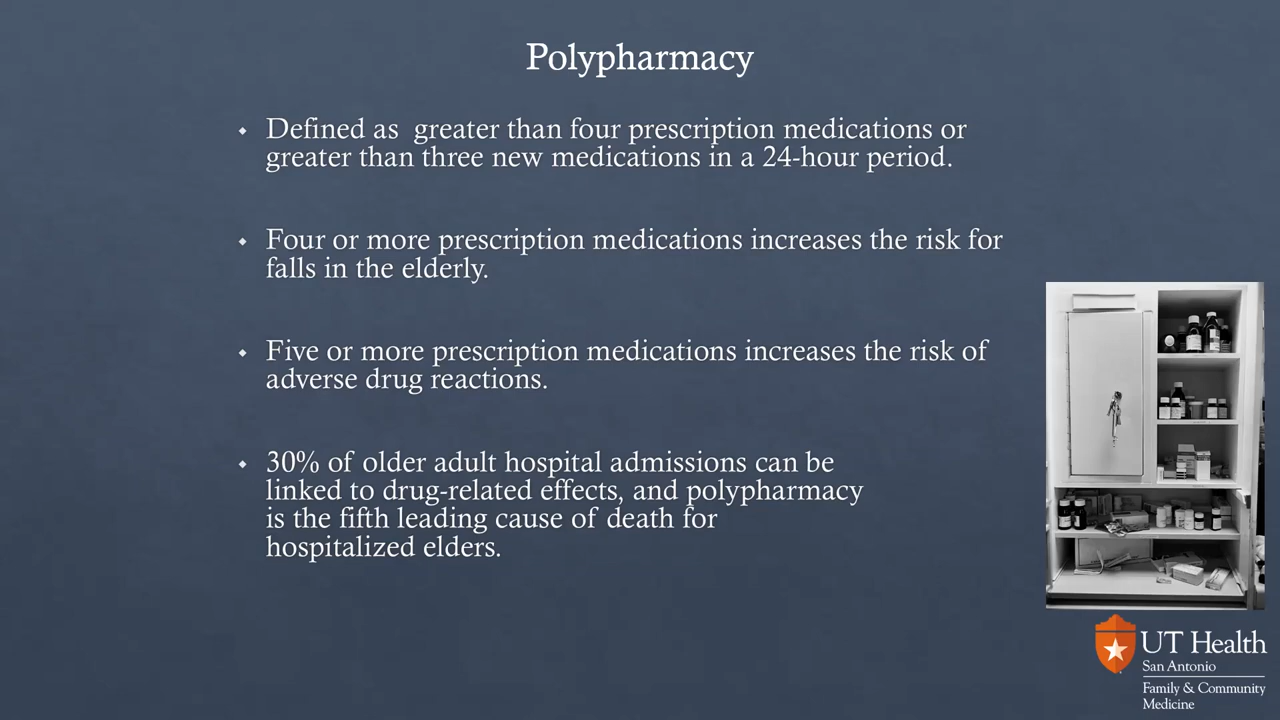 Polypharmacy
Defined as  greater than four prescription medications or
greater than three new medications in a 24-hour period.
Four or more prescription medications increases the risk for
falls in the elderly.
Five or more prescription medications increases the risk of
adverse drug reactions.
30% of older adult hospital admissions can be
linked to drug-related effects, and polypharmacy
is the fifth leading cause of death for
hospitalized elders.
UT Health
San Antonio
Family & Community
Medicine